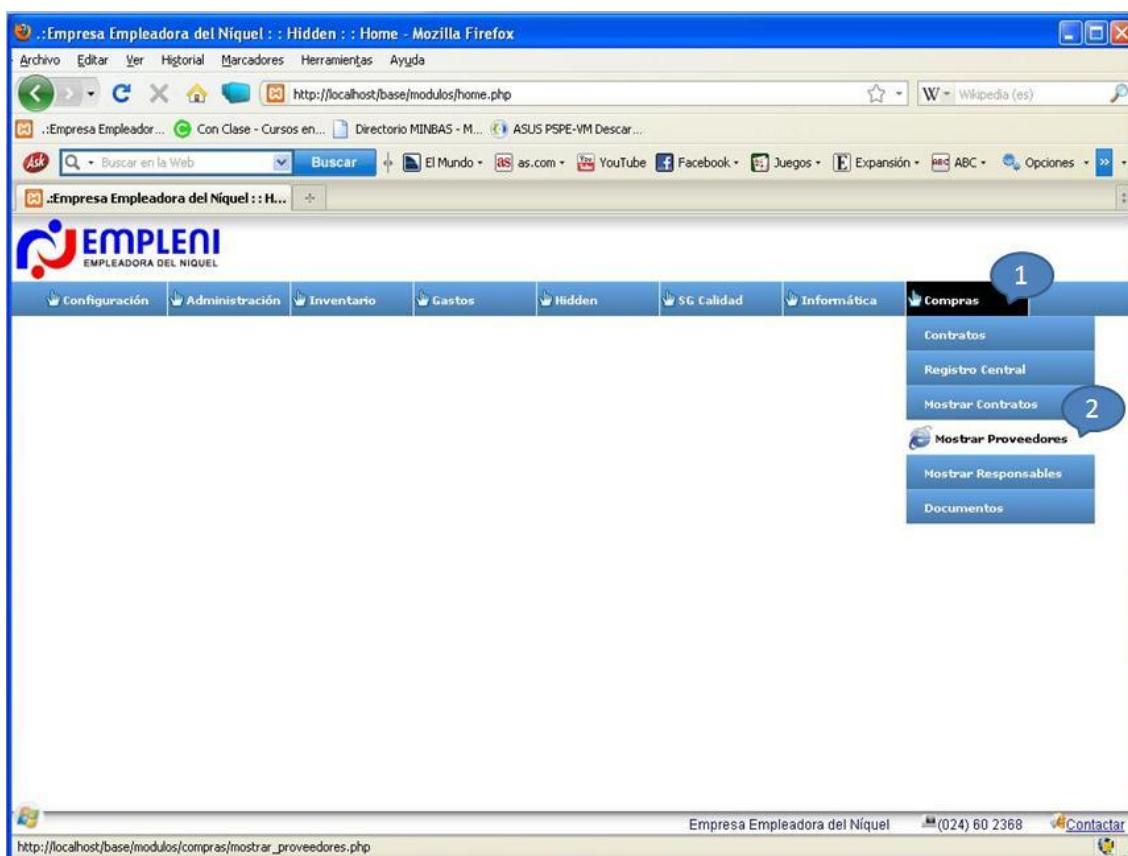 .:Empresa Empleadora del Níquel : : Hidden : : Home - Mozilla Firefox
Archivo Editar Ver Historial Marcadores Herramientas Ayuda
http://localhost/base/modulos/home.php W Wikipedia (es)
.:Empresa Empleador... Con Clase - Cursos en... Directorio MINBAS - M... ASUS P5PE-VM Descar...
Ask Buscar en la Web Buscar El Mundo as as.com YouTube Facebook Juegos E Expansión ABC ABC Opciones »
.:Empresa Empleadora del Níquel : : H...
EMPLENI
EMPLEADORA DEL NIQUEL
1
Configuración Administración Inventario Gastos Hidden SG Calidad Informática Compras
Contratos
Registro Central
Mostrar Contratos
2
Mostrar Proveedores
Mostrar Responsables
Documentos
Empresa Empleadora del Níquel (024) 60 2368 Contactar
http://localhost/base/modulos/compras/mostrar_proveedores.php